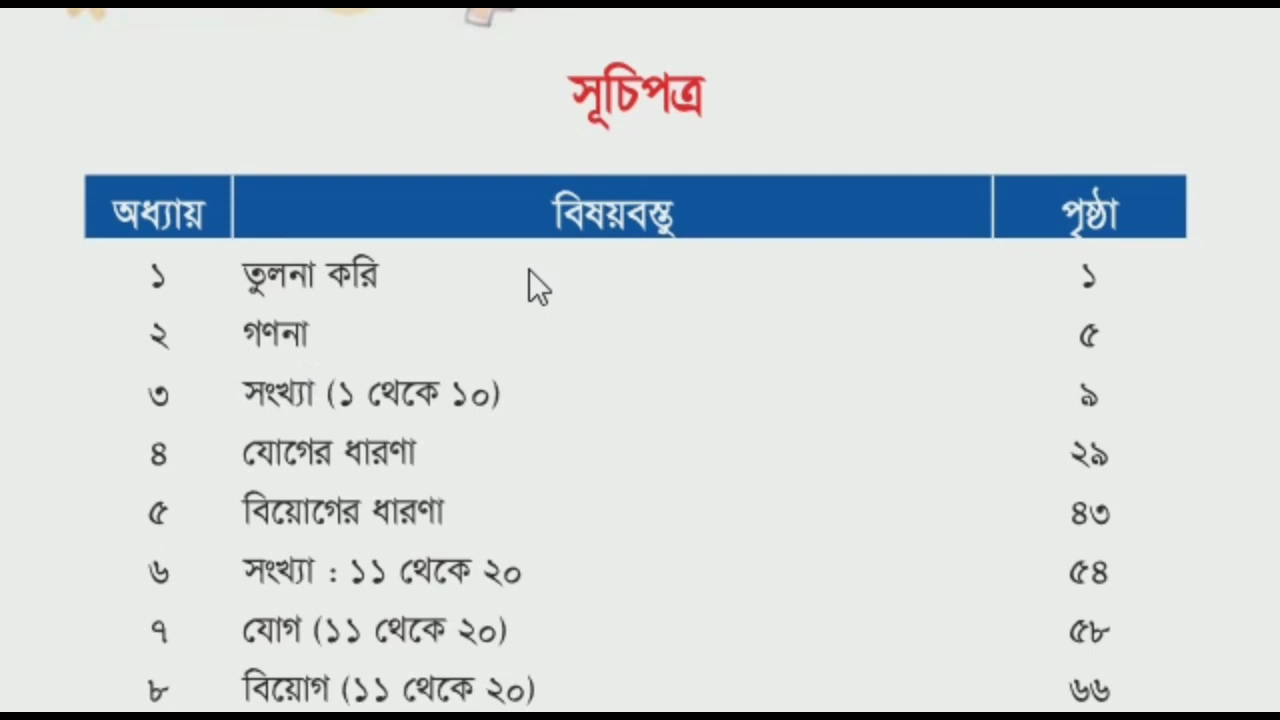 সূচিপত্র
অধ্যায় বিষয়বস্তু পৃষ্ঠা
১ তুলনা করি ১
২ গণনা ৫
৩ সংখ্যা (১ থেকে ১০) ৯
৪ যোগের ধারণা ২৯
৫ বিয়োগের ধারণা ৪৩
৬ সংখ্যা : ১১ থেকে ২০ ৫৪
৭ যোগ (১১ থেকে ২০) ৫৮
৮ বিয়োগ (১১ থেকে ২০) ৬৬